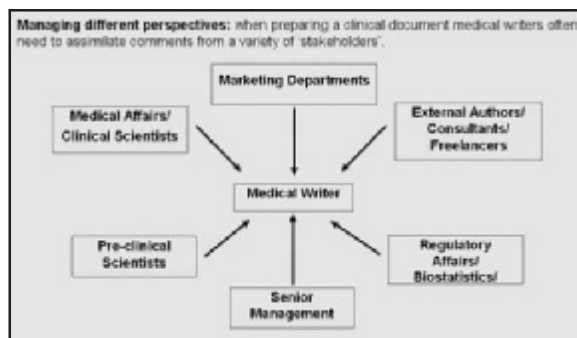 Managing different perspectives: when preparing a clinical document medical writers often
need to assimilate comments from a variety of 'stakeholders'.
Marketing Departments
Medical Affairs/
Clinical Scientists
External Authors/
Consultants/
Freelancers
Medical Writer
Pre-clinical
Scientists
Regulatory
Affairs/
Biostatistics/
Senior
Management